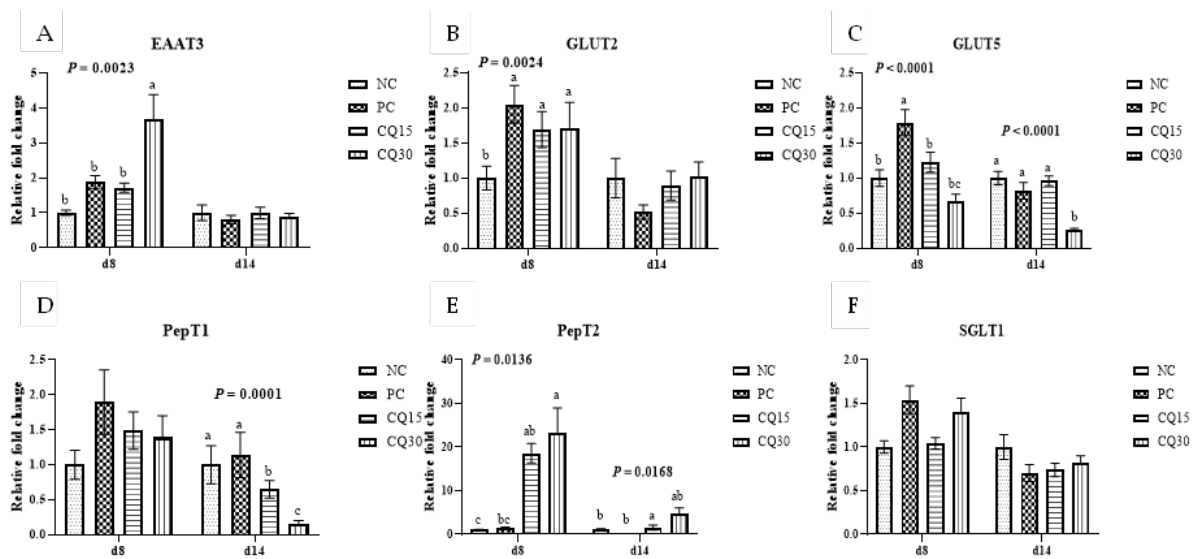 A
EAAT3
P = 0.0023
Relative fold change
5
4
3
2
1
0
b
b
b
a
d8
d14
NC
PC
CQ15
CQ30
B
GLUT2
P = 0.0024
Relative fold change
2.5
2.0
1.5
1.0
0.5
0.0
b
a
a
a
d8
d14
NC
PC
CQ15
CQ30
C
GLUT5
P < 0.0001
P < 0.0001
Relative fold change
2.5
2.0
1.5
1.0
0.5
0.0
b
a
b
bc
a
a
a
b
d8
d14
NC
PC
CQ15
CQ30
D
PepT1
P = 0.0001
Relative fold change
2.5
2.0
1.5
1.0
0.5
0.0
a
a
b
c
d8
d14
NC
PC
CQ15
CQ30
E
PepT2
P = 0.0136
P = 0.0168
Relative fold change
40
30
20
10
0
c
bc
ab
a
b
b
a
ab
d8
d14
NC
PC
CQ15
CQ30
F
SGLT1
Relative fold change
2.0
1.5
1.0
0.5
0.0
d8
d14
NC
PC
CQ15
CQ30